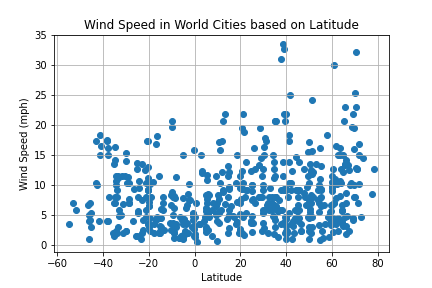 Wind Speed in World Cities based on Latitude
35
30
25
20
15
10
5
0
Wind Speed (mph)
−60 −40 −20 0 20 40 60 80
Latitude